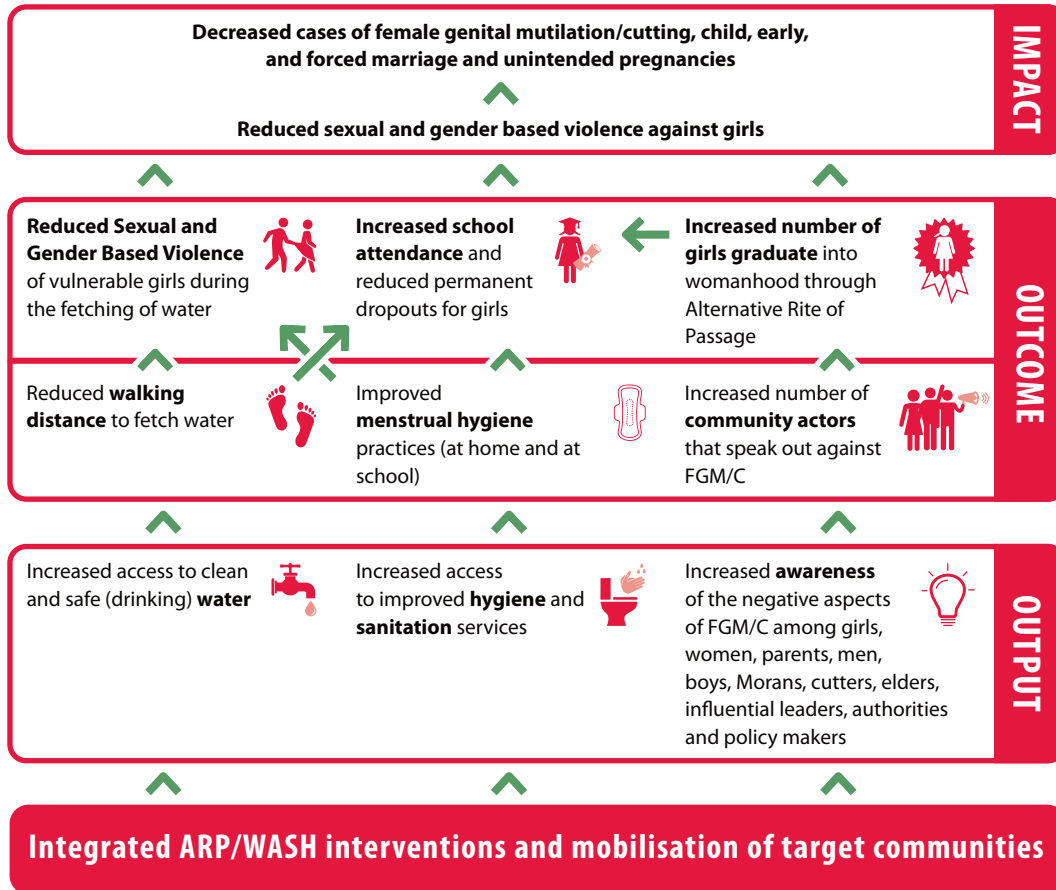 Decreased cases of female genital mutilation/cutting, child, early,
and forced marriage and unintended pregnancies
Reduced sexual and gender based violence against girls
IMPACT
Reduced Sexual and
Gender Based Violence
of vulnerable girls during
the fetching of water
Increased school
attendance and
reduced permanent
dropouts for girls
Increased number of
girls graduate into
womanhood through
Alternative Rite of
Passage
Reduced walking
distance to fetch water
Improved
menstrual hygiene
practices (at home and at
school)
Increased number of
community actors
that speak out against
FGM/C
OUTCOME
Increased access to clean
and safe (drinking) water
Increased access
to improved hygiene and
sanitation services
Increased awareness
of the negative aspects
of FGM/C among girls,
women, parents, men,
boys, Morans, cutters, elders,
influential leaders, authorities
and policy makers
OUTPUT
Integrated ARP/WASH interventions and mobilisation of target communities